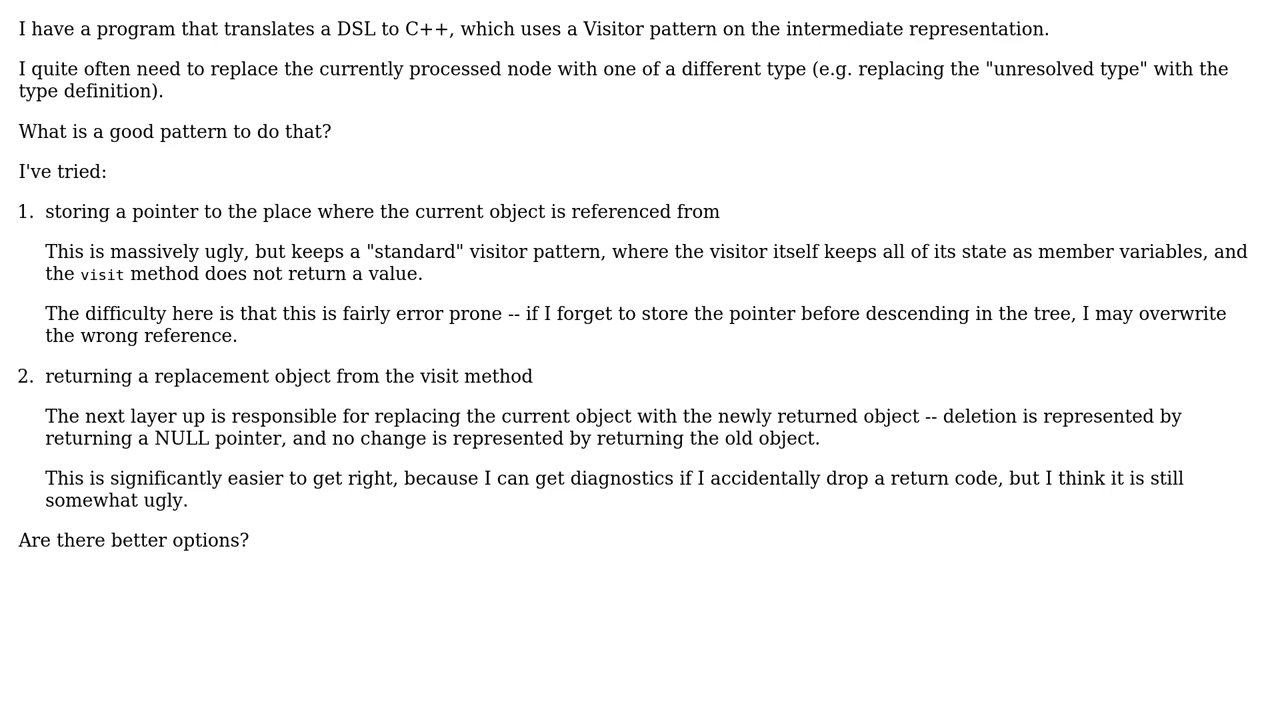 I have a program that translates a DSL to C++, which uses a Visitor pattern on the intermediate representation.
I quite often need to replace the currently processed node with one of a different type (e.g. replacing the "unresolved type" with the
type definition).
What is a good pattern to do that?
I've tried:
1. storing a pointer to the place where the current object is referenced from
This is massively ugly, but keeps a "standard" visitor pattern, where the visitor itself keeps all of its state as member variables, and
the visit method does not return a value.
The difficulty here is that this is fairly error prone -- if I forget to store the pointer before descending in the tree, I may overwrite
the wrong reference.
2. returning a replacement object from the visit method
The next layer up is responsible for replacing the current object with the newly returned object -- deletion is represented by
returning a NULL pointer, and no change is represented by returning the old object.
This is significantly easier to get right, because I can get diagnostics if I accidentally drop a return code, but I think it is still
somewhat ugly.
Are there better options?